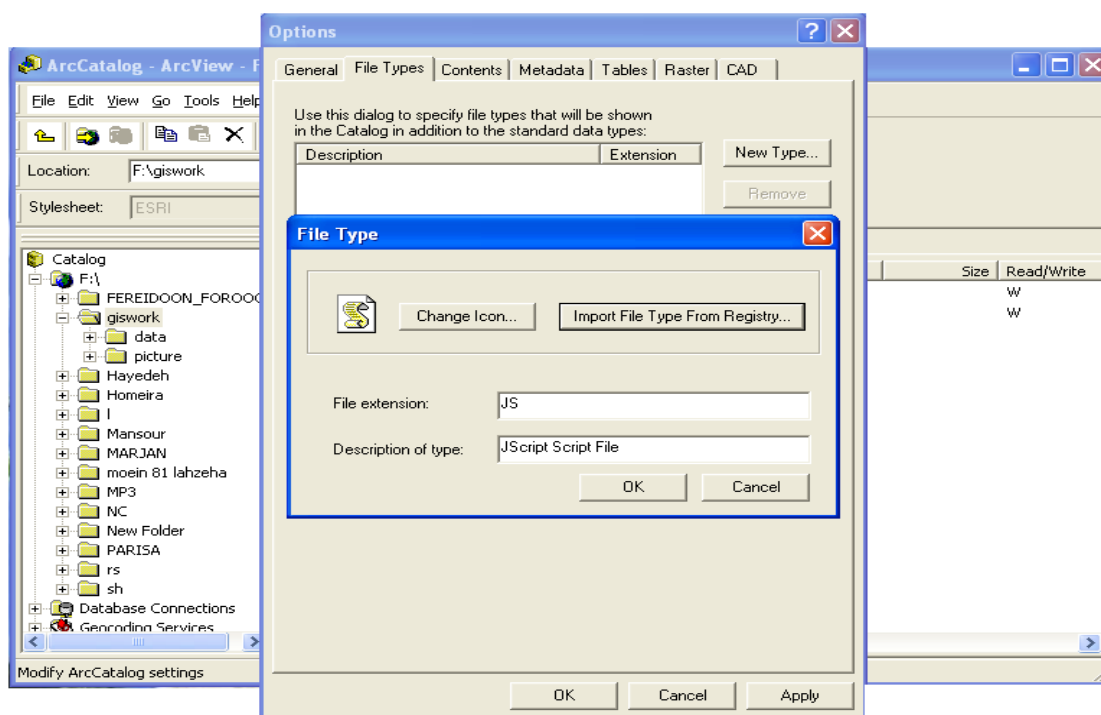 Options
General File Types Contents Metadata Tables Raster CAD
Use this dialog to specify file types that will be shown
in the Catalog in addition to the standard data types:
Description Extension
New Type...
Remove
File Type
Change Icon... Import File Type From Registry...
File extension: JS
Description of type: JScript Script File
OK Cancel
OK Cancel Apply
ArcCatalog - ArcView - F
File Edit View Go Tools Help
Location: F:\giswork
Stylesheet: ESRI
Catalog
F:\
FEREIDOON_FOROOG
giswork
data
picture
Hayedeh
Homeira
Mansour
MARJAN
moein 81 lahzeha
MP3
NC
New Folder
PARISA
rs
sh
Database Connections
Geocoding Services
Size Read/Write
W
W
Modify ArcCatalog settings